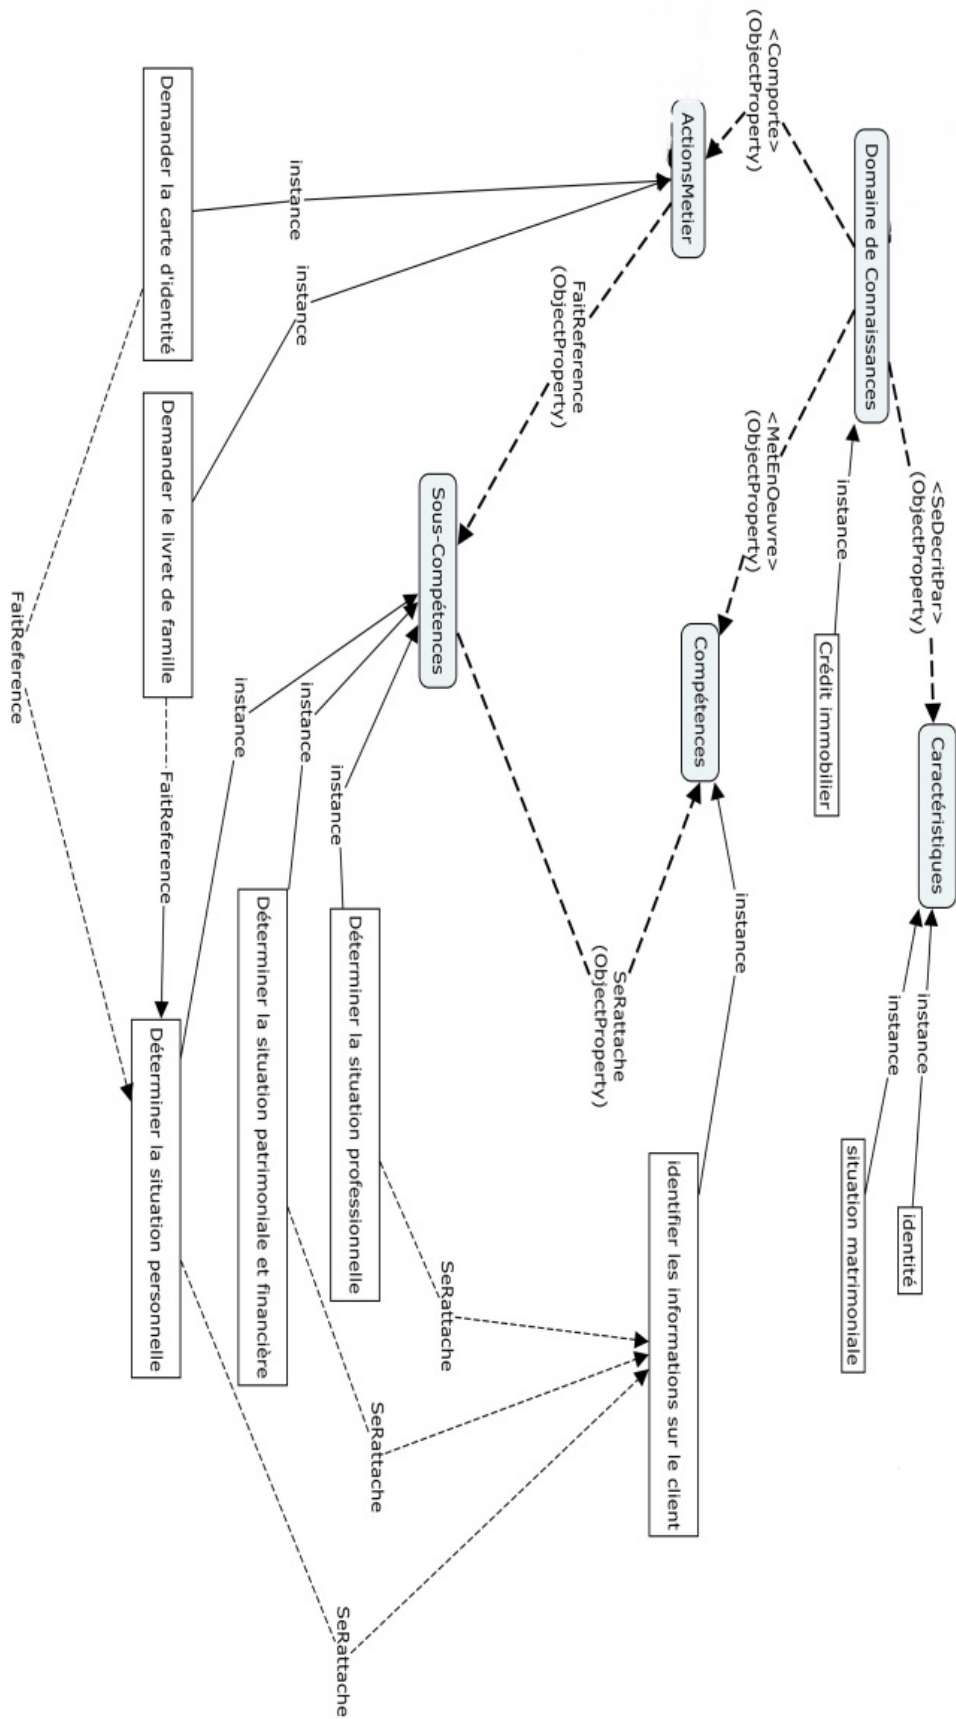 <SeDecritPar>
(ObjectProperty)
Caractéristiques
instance
instance
identité
situation matrimoniale
Domaine de Connaissances
instance
Crédit immobilier
<Comporte>
(ObjectProperty)
<MetEnOeuvre>
(ObjectProperty)
Compétences
instance
identifier les informations sur le client
ActionsMetier
FaitReference
(ObjectProperty)
SeRattache
(ObjectProperty)
Sous-Compétences
instance
instance
instance
instance
instance
Déterminer la situation professionnelle
SeRattache
Déterminer la situation patrimoniale et financière
SeRattache
Demander la carte d'identité
Demander le livret de famille
FaitReference
Déterminer la situation personnelle
SeRattache
FaitReference